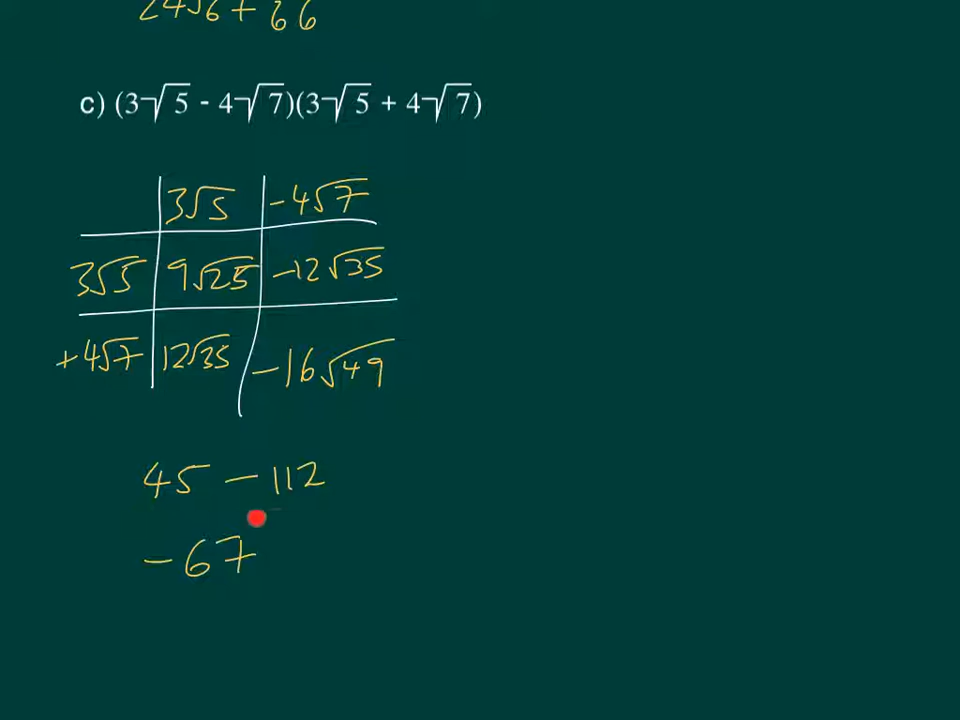 24√6 + 66
c) (3√5 - 4√7)(3√5 + 4√7)
3√5 -4√7
3√5 9√25 -12√35
+4√7 12√35 -16√49
45 - 112
-67